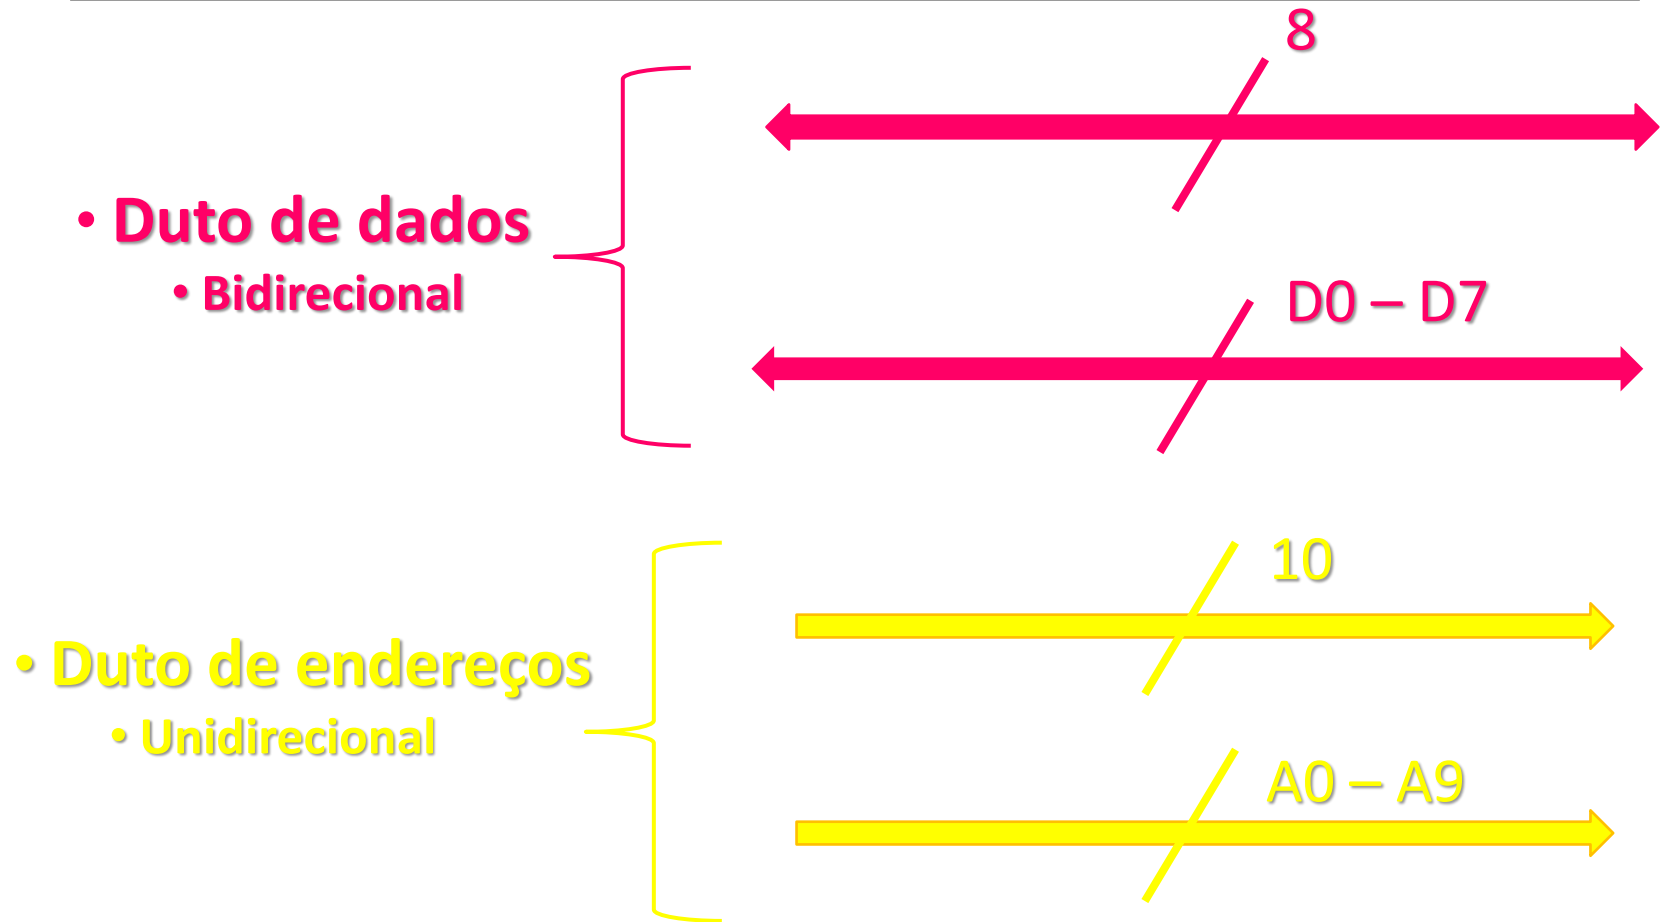 8
• Duto de dados
• Bidirecional
D0 – D7
10
• Duto de endereços
• Unidirecional
A0 – A9